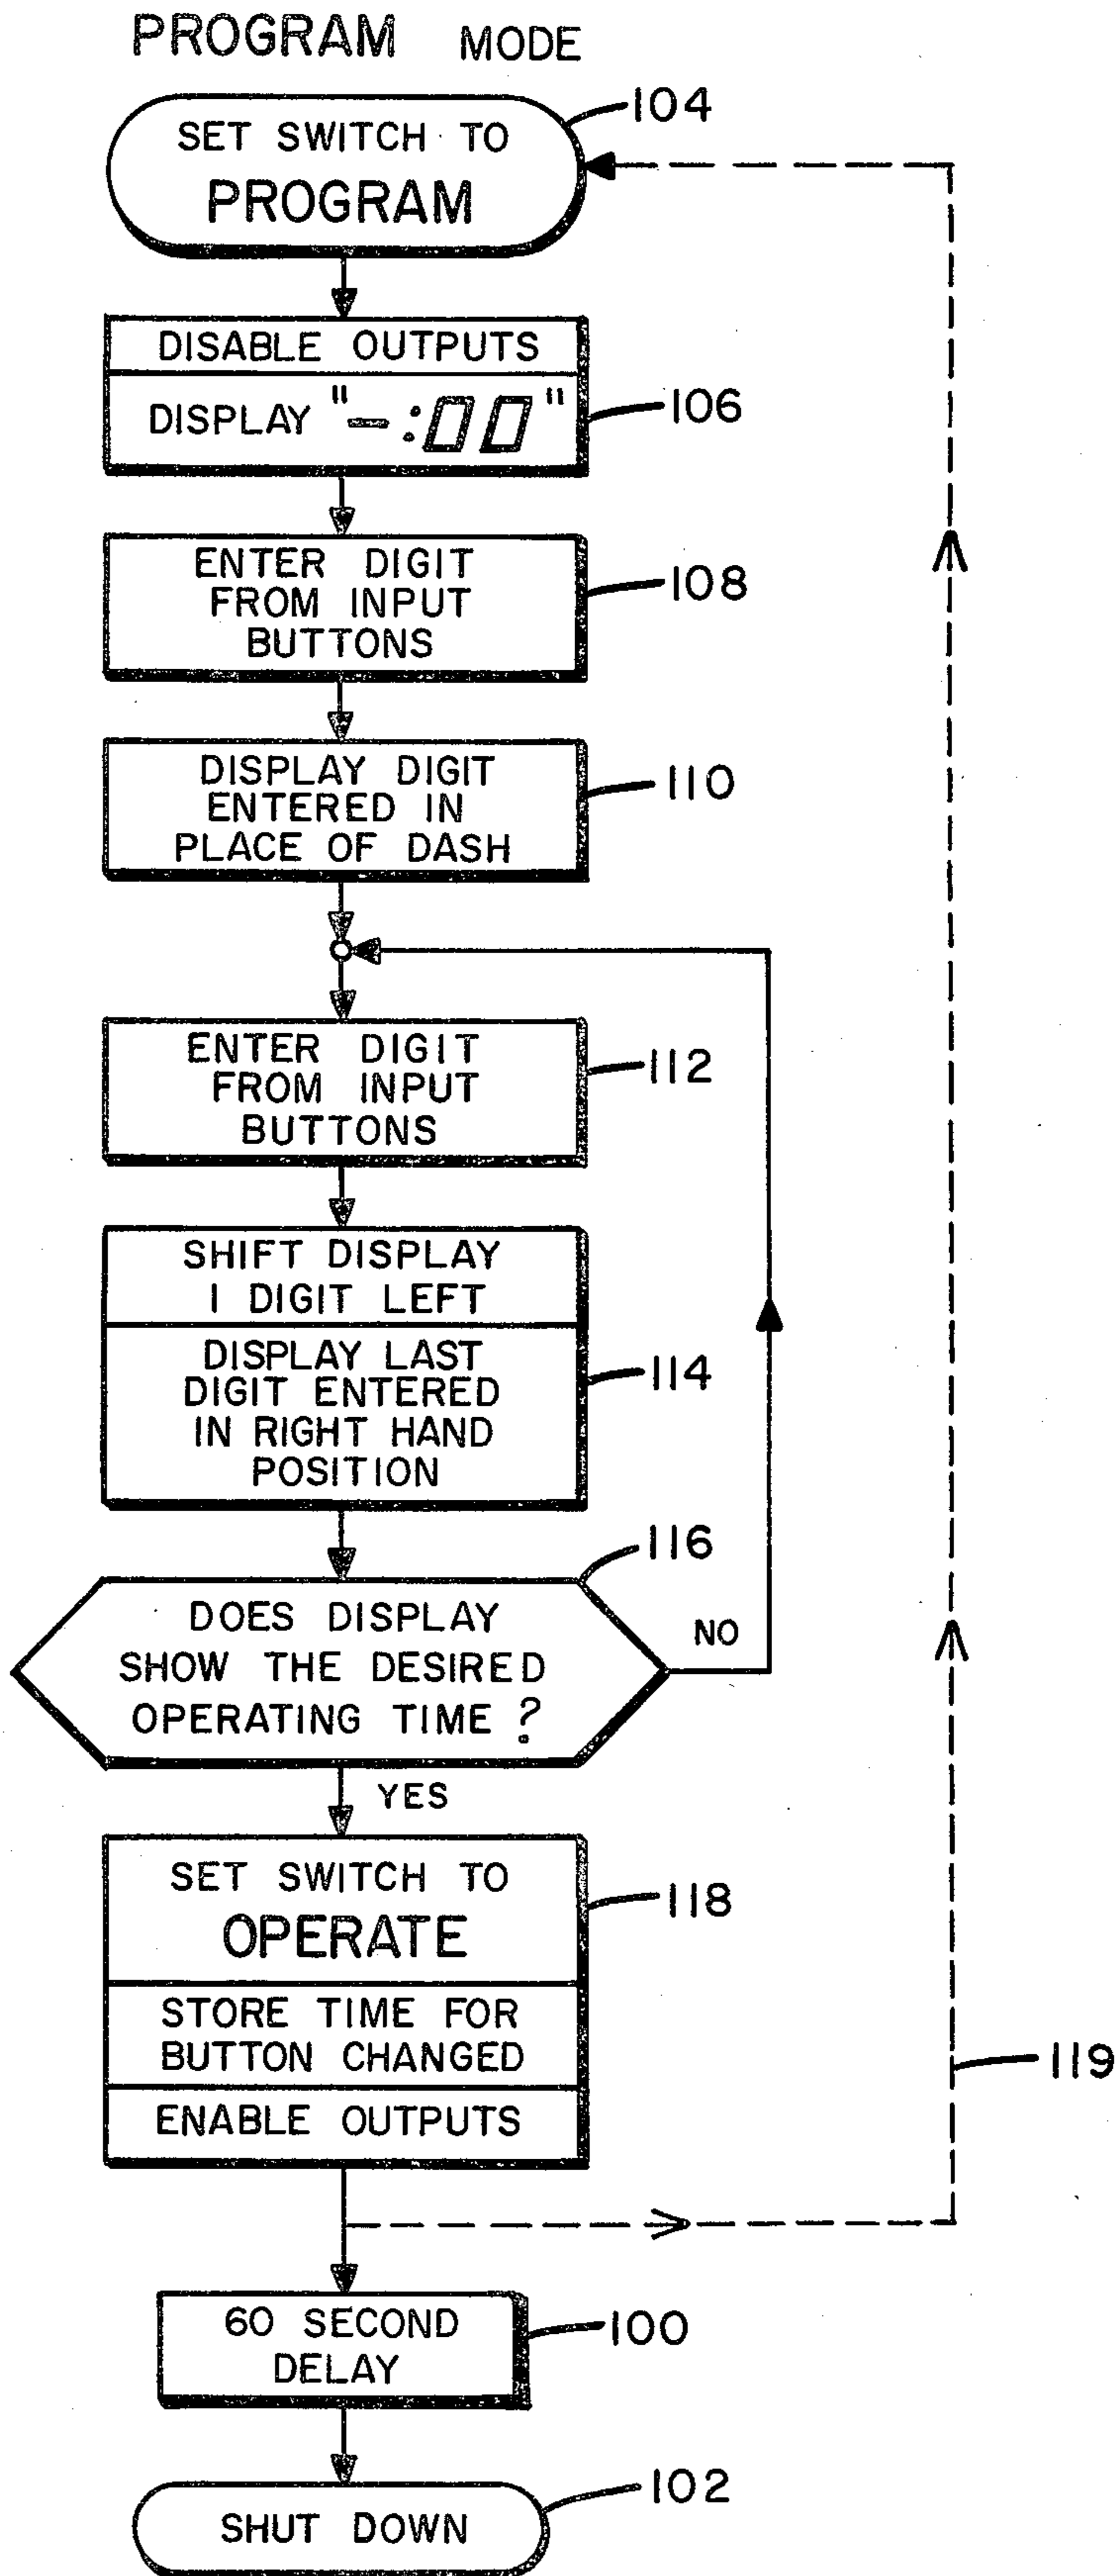 PROGRAM MODE
104
SET SWITCH TO
PROGRAM
DISABLE OUTPUTS
DISPLAY "-:00"
106
ENTER DIGIT
FROM INPUT
BUTTONS
108
DISPLAY DIGIT
ENTERED IN
PLACE OF DASH
110
ENTER DIGIT
FROM INPUT
BUTTONS
112
SHIFT DISPLAY
1 DIGIT LEFT
DISPLAY LAST
DIGIT ENTERED
IN RIGHT HAND
POSITION
114
116
DOES DISPLAY
SHOW THE DESIRED
OPERATING TIME ?
NO
YES
SET SWITCH TO
OPERATE
118
STORE TIME FOR
BUTTON CHANGED
119
ENABLE OUTPUTS
60 SECOND
DELAY
100
102
SHUT DOWN